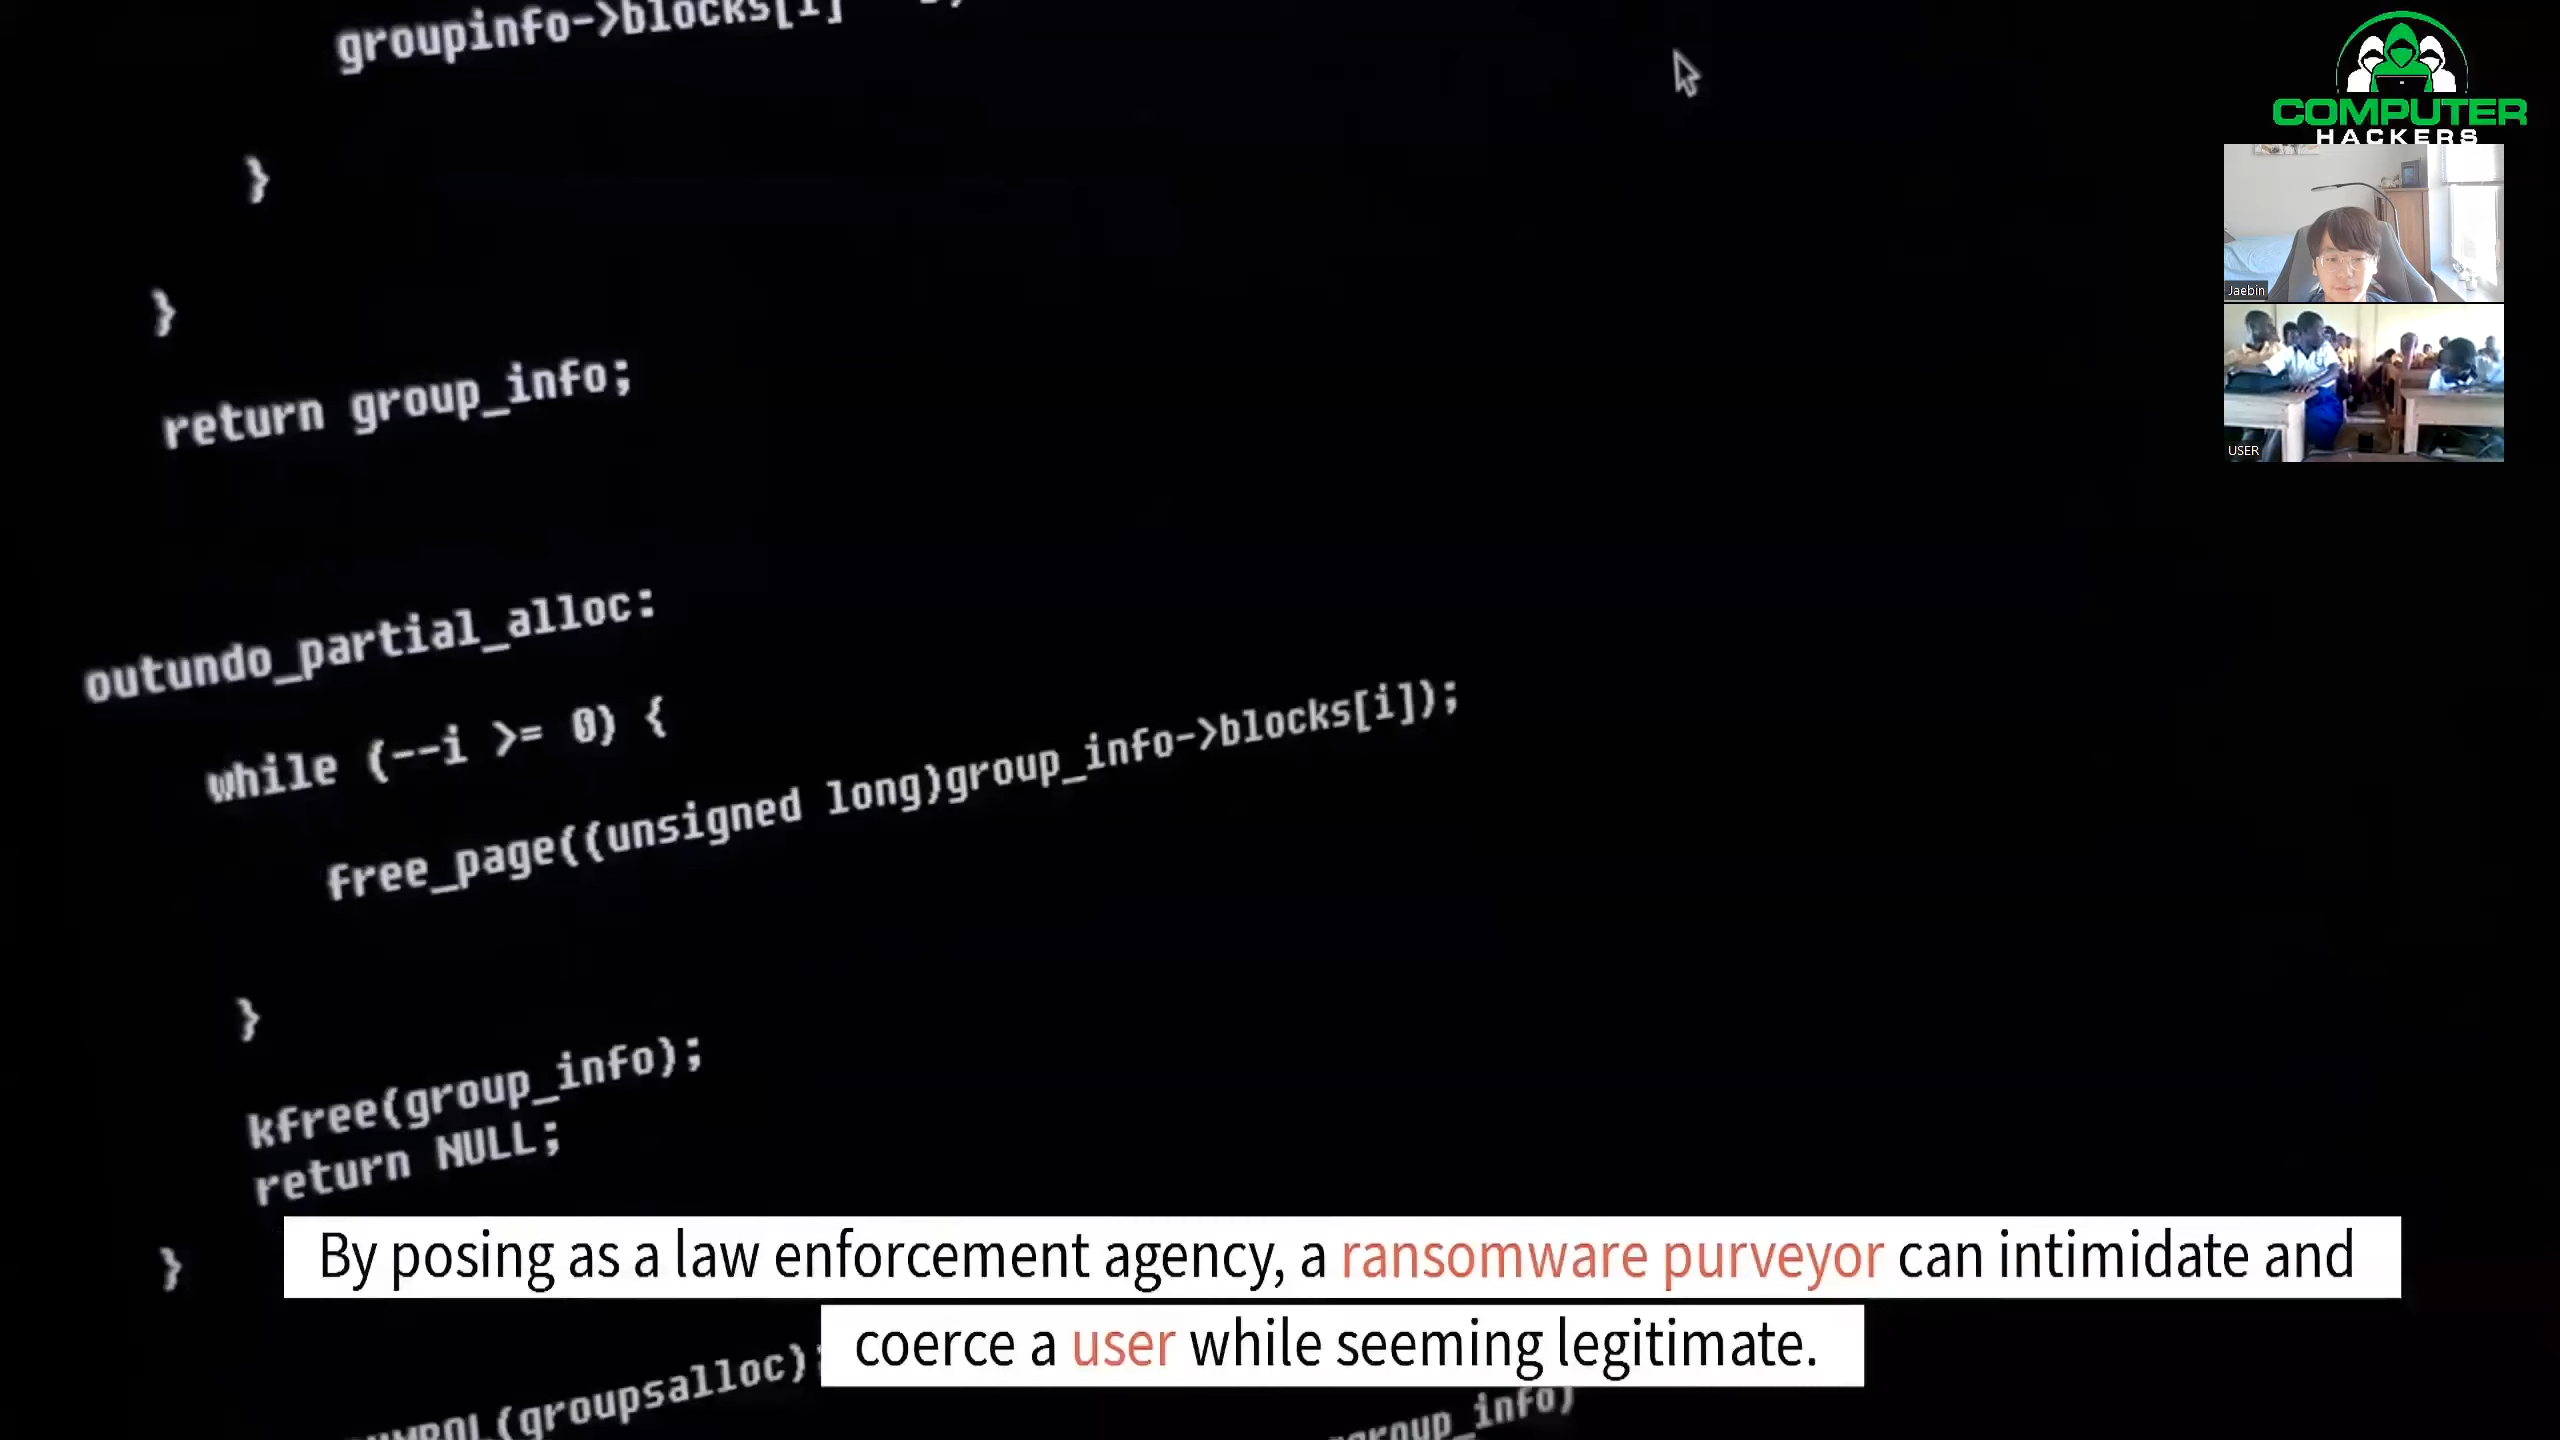 groupinfo->blocks[i]
COMPUTER
HACKERS
}
Jaebin
}
return group_info;
USER
outundo_partial_alloc:
while (--i >= 0) {
free_page((unsigned long)group_info->blocks[i]);
}
kfree(group_info);
return NULL;
}
By posing as a law enforcement agency, a ransomware purveyor can intimidate and
coerce a user while seeming legitimate.
(groupsalloc);
group_info)